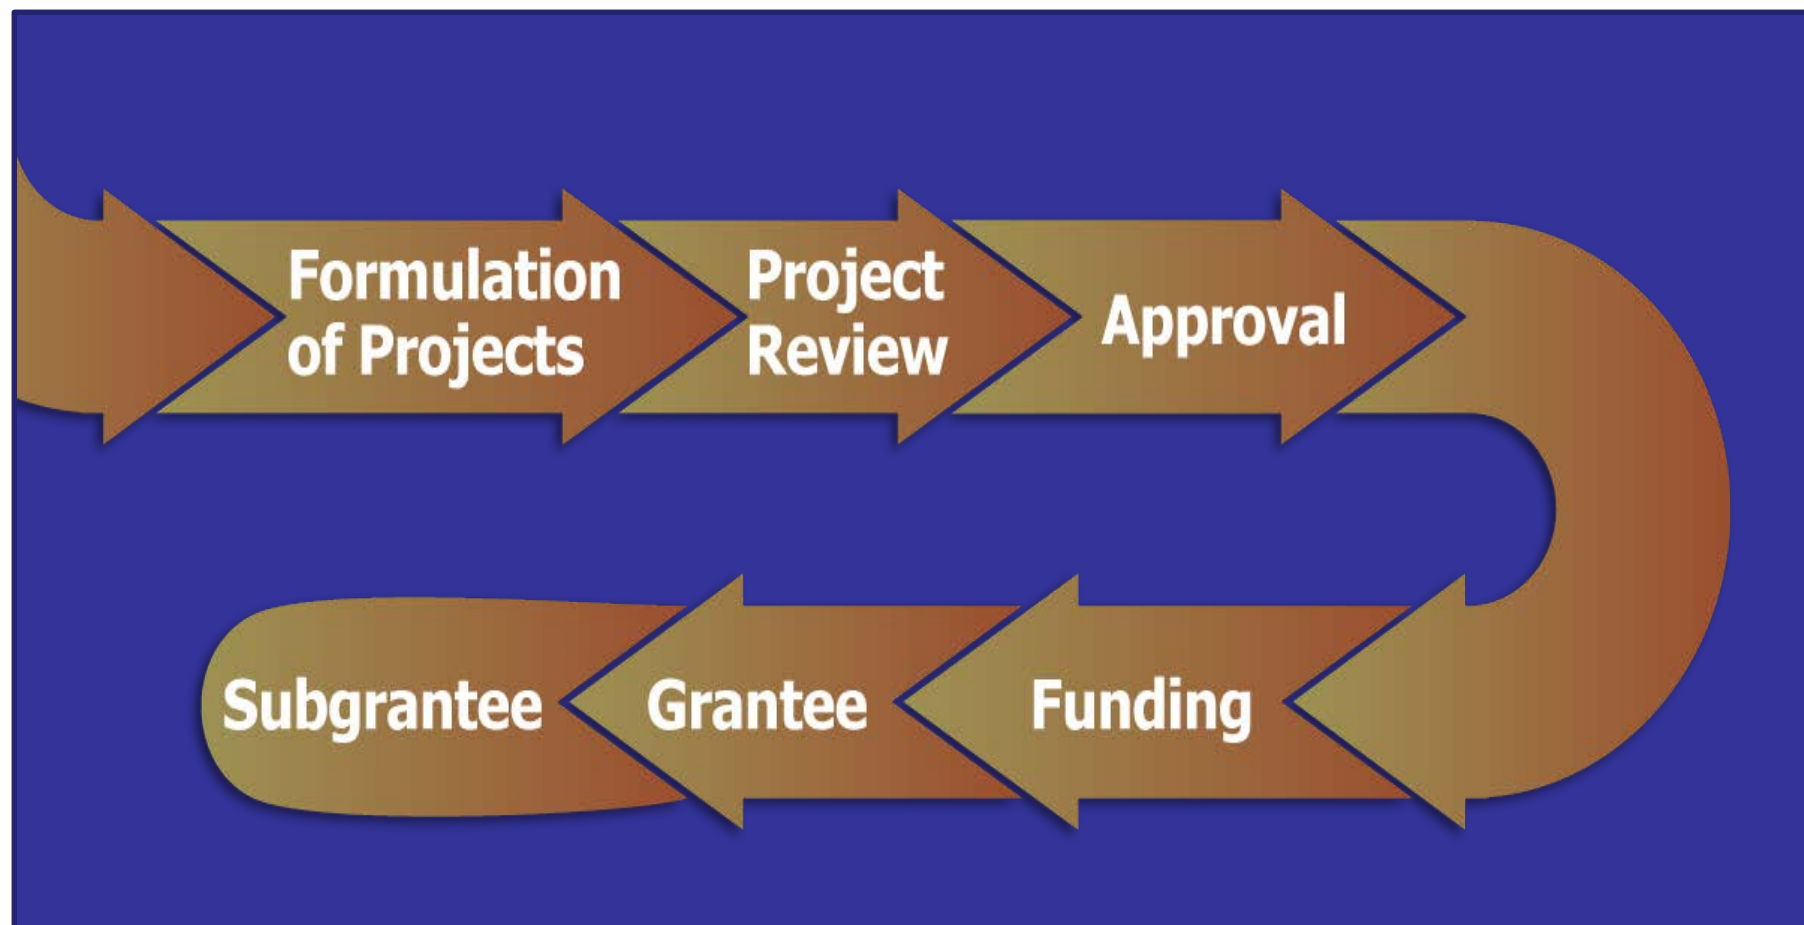 Formulation
of Projects
Project
Review
Approval
Funding
Grantee
Subgrantee